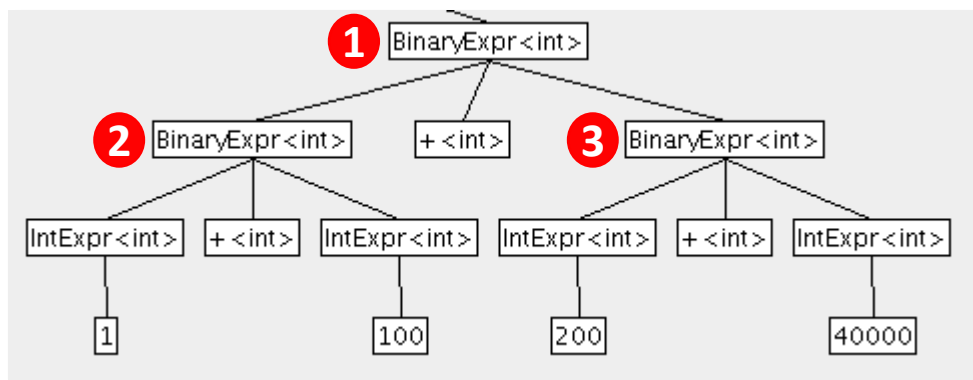 1 BinaryExpr<int>
2 BinaryExpr<int> +<int> 3 BinaryExpr<int>
IntExpr<int> +<int> IntExpr<int> IntExpr<int> +<int> IntExpr<int>
1 100 200 40000